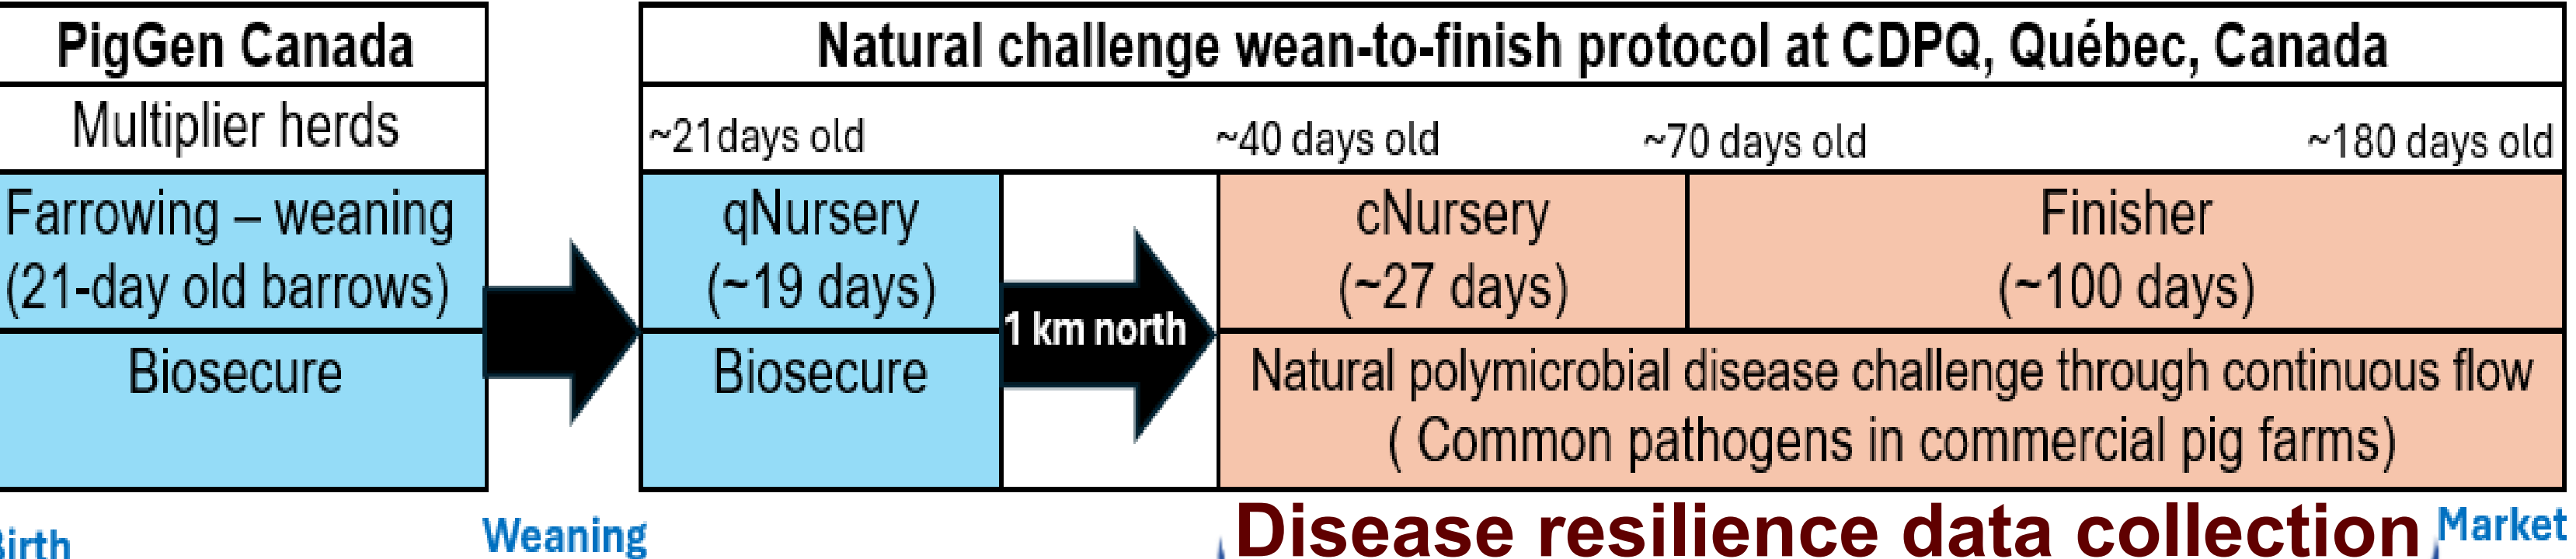 PigGen Canada
Multiplier herds
Farrowing – weaning
(21-day old barrows)
Biosecure
Natural challenge wean-to-finish protocol at CDPQ, Québec, Canada
~21days old
~40 days old
~70 days old
~180 days old
qNursery
(~19 days)
Biosecure
1 km north
cNursery
(~27 days)
Finisher
(~100 days)
Natural polymicrobial disease challenge through continuous flow
( Common pathogens in commercial pig farms)
Birth
Weaning
Disease resilience data collection
Market